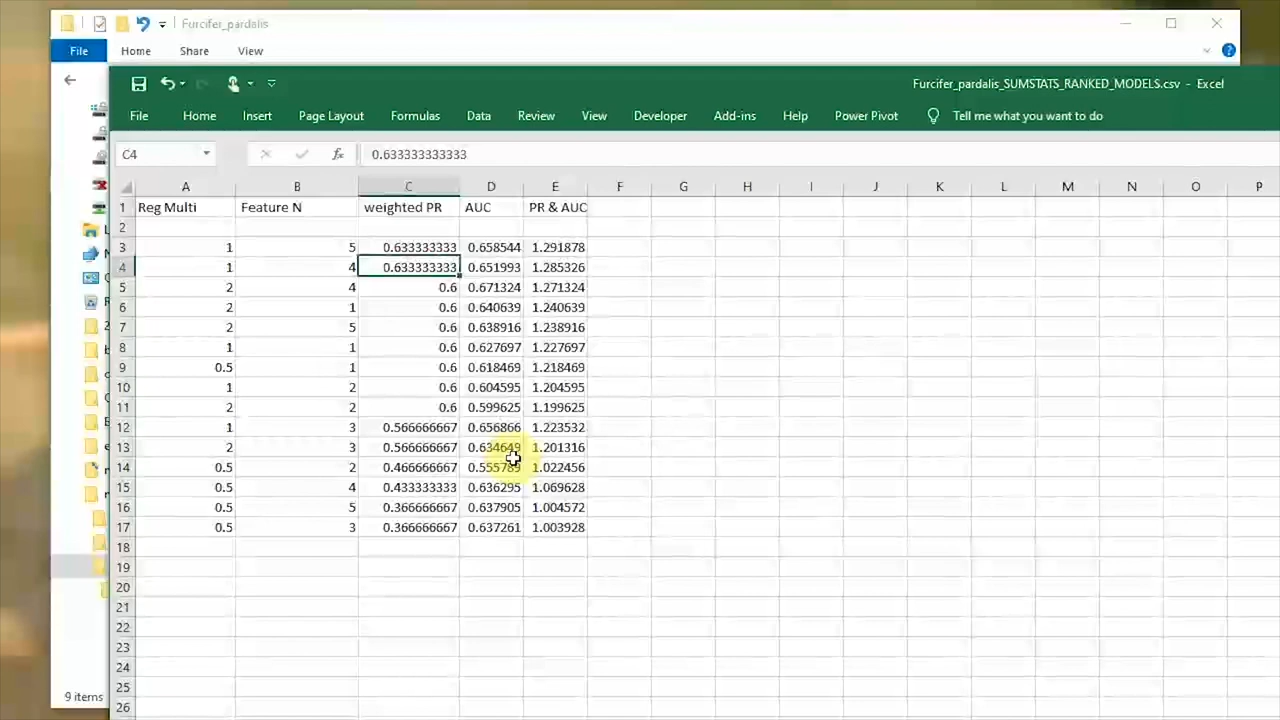 Furcifer_pardalis
File Home Share View
Furcifer_pardalis_SUMSTATS_RANKED_MODELS.csv - Excel
File Home Insert Page Layout Formulas Data Review View Developer Add-ins Help Power Pivot Tell me what you want to do
C4 fx 0.633333333333
A B C D E F G H I J K L M N O P
1 Reg Multi Feature N weighted PR AUC PR & AUC
2
3 1 5 0.633333333 0.658544 1.291878
4 1 4 0.633333333 0.651993 1.285326
5 2 4 0.6 0.671324 1.271324
6 2 1 0.6 0.640639 1.240639
7 2 5 0.6 0.638916 1.238916
8 1 1 0.6 0.627697 1.227697
9 0.5 1 0.6 0.618469 1.218469
10 1 2 0.6 0.604595 1.204595
11 2 2 0.6 0.599625 1.199625
12 1 3 0.566666667 0.656866 1.223532
13 2 3 0.566666667 0.634649 1.201316
14 0.5 2 0.466666667 0.555789 1.022456
15 0.5 4 0.433333333 0.636295 1.069628
16 0.5 5 0.366666667 0.637905 1.004572
17 0.5 3 0.366666667 0.637261 1.003928
18
19
20
21
22
23
24
25
26
9 items